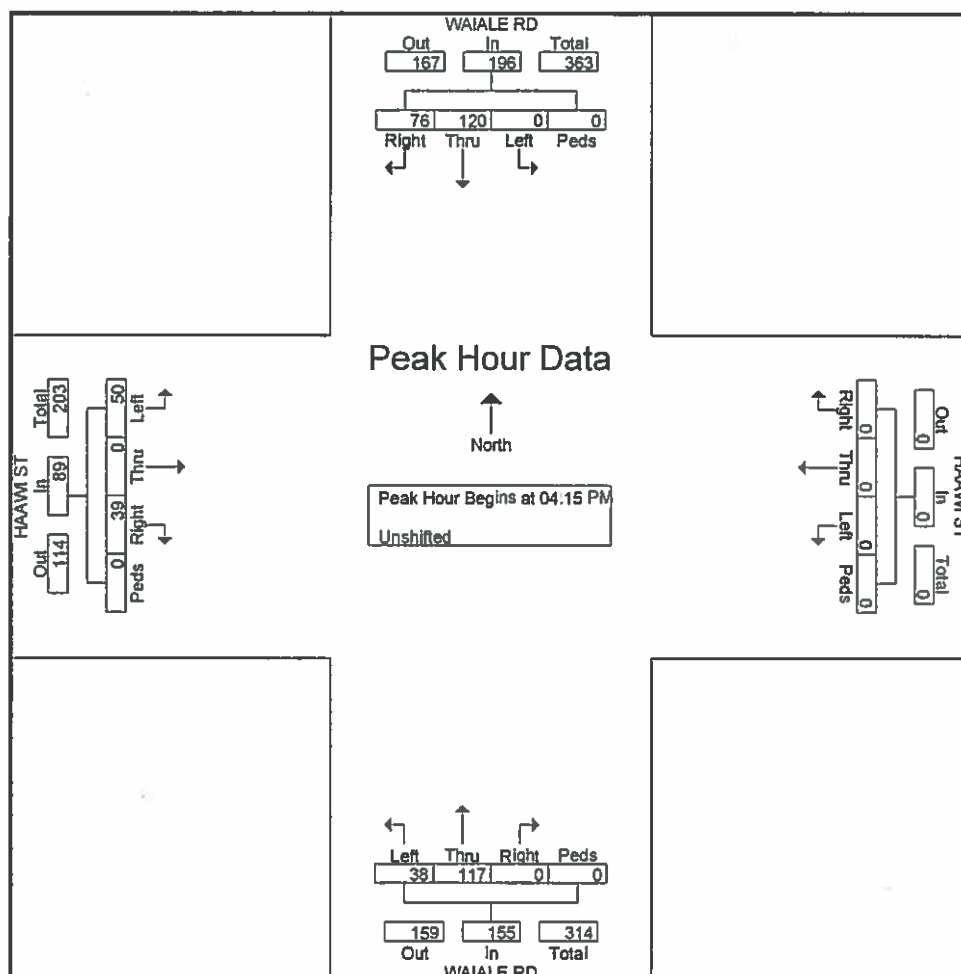 WAIALE RD
Out In Total
167 196 363
76 120 0 0
Right Thru Left Peds
Peak Hour Data
North
Peak Hour Begins at 04:15 PM
Unshifted
HAAWI ST
Total In Out
203 89 114
50 0 39 0
Left Thru Right Peds
Right Thru Left Peds
0 0 0 0
Out In Total
0 0 0
HAAWI ST
Left Thru Right Peds
38 117 0 0
159 155 314
Out In Total
WAIALE RD